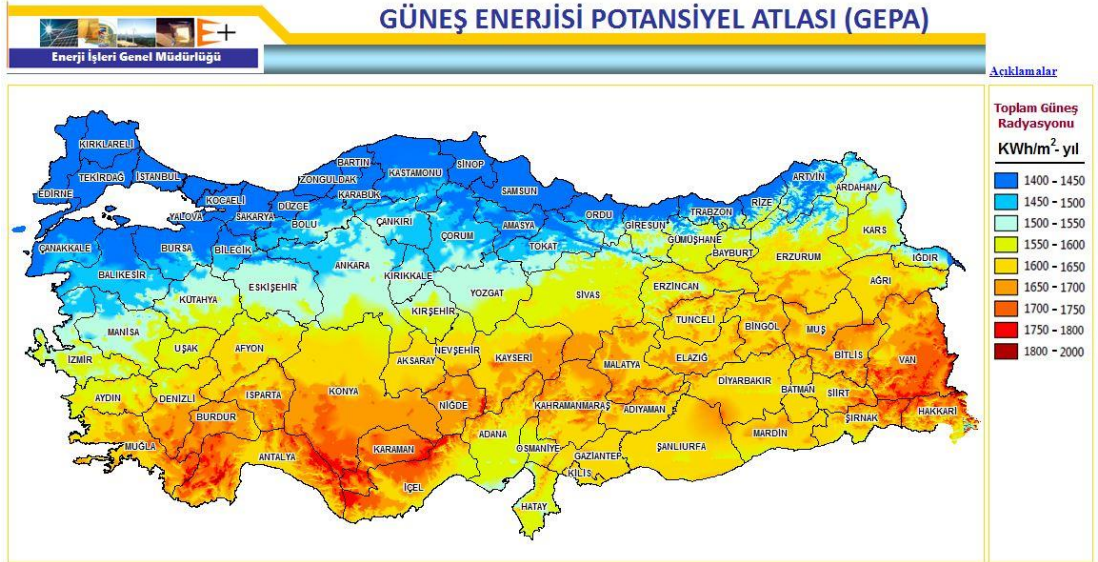 GÜNEŞ ENERJİSİ POTANSİYEL ATLASI (GEPA)
E+
Enerji İşleri Genel Müdürlüğü
Açıklamalar
Toplam Güneş
Radyasyonu
KWh/m²- yıl
1400 - 1450
1450 - 1500
1500 - 1550
1550 - 1600
1600 - 1650
1650 - 1700
1700 - 1750
1750 - 1800
1800 - 2000
KIRKLARELİ
TEKİRDAĞ
İSTANBUL
EDİRNE
KOCAELİ
YALOVA
SAKARYA
DÜZCE
ZONGULDAK
BARTIN
KARABÜK
KASTAMONU
SİNOP
SAMSUN
BOLU
ÇANKIRI
ÇORUM
AMASYA
TOKAT
ORDU
GİRESUN
TRABZON
RİZE
ARTVİN
ARDAHAN
KARS
IĞDIR
GÜMÜŞHANE
BAYBURT
ERZURUM
AĞRI
ÇANAKKALE
BURSA
BİLECİK
BALIKESİR
KÜTAHYA
ESKİŞEHİR
ANKARA
KIRIKKALE
YOZGAT
SİVAS
ERZİNCAN
KIRŞEHİR
TUNCELİ
BİNGÖL
MUŞ
MANİSA
UŞAK
AFYON
İZMİR
AKSARAY
NEVŞEHİR
KAYSERİ
MALATYA
ELAZIĞ
BİTLİS
VAN
AYDIN
DENİZLİ
ISPARTA
BURDUR
KONYA
NİĞDE
KAHRAMANMARAŞ
ADIYAMAN
DİYARBAKIR
BATMAN
SİİRT
ŞIRNAK
HAKKARİ
MUĞLA
ANTALYA
KARAMAN
İÇEL
ADANA
OSMANİYE
GAZİANTEP
KİLİS
HATAY
ŞANLIURFA
MARDİN